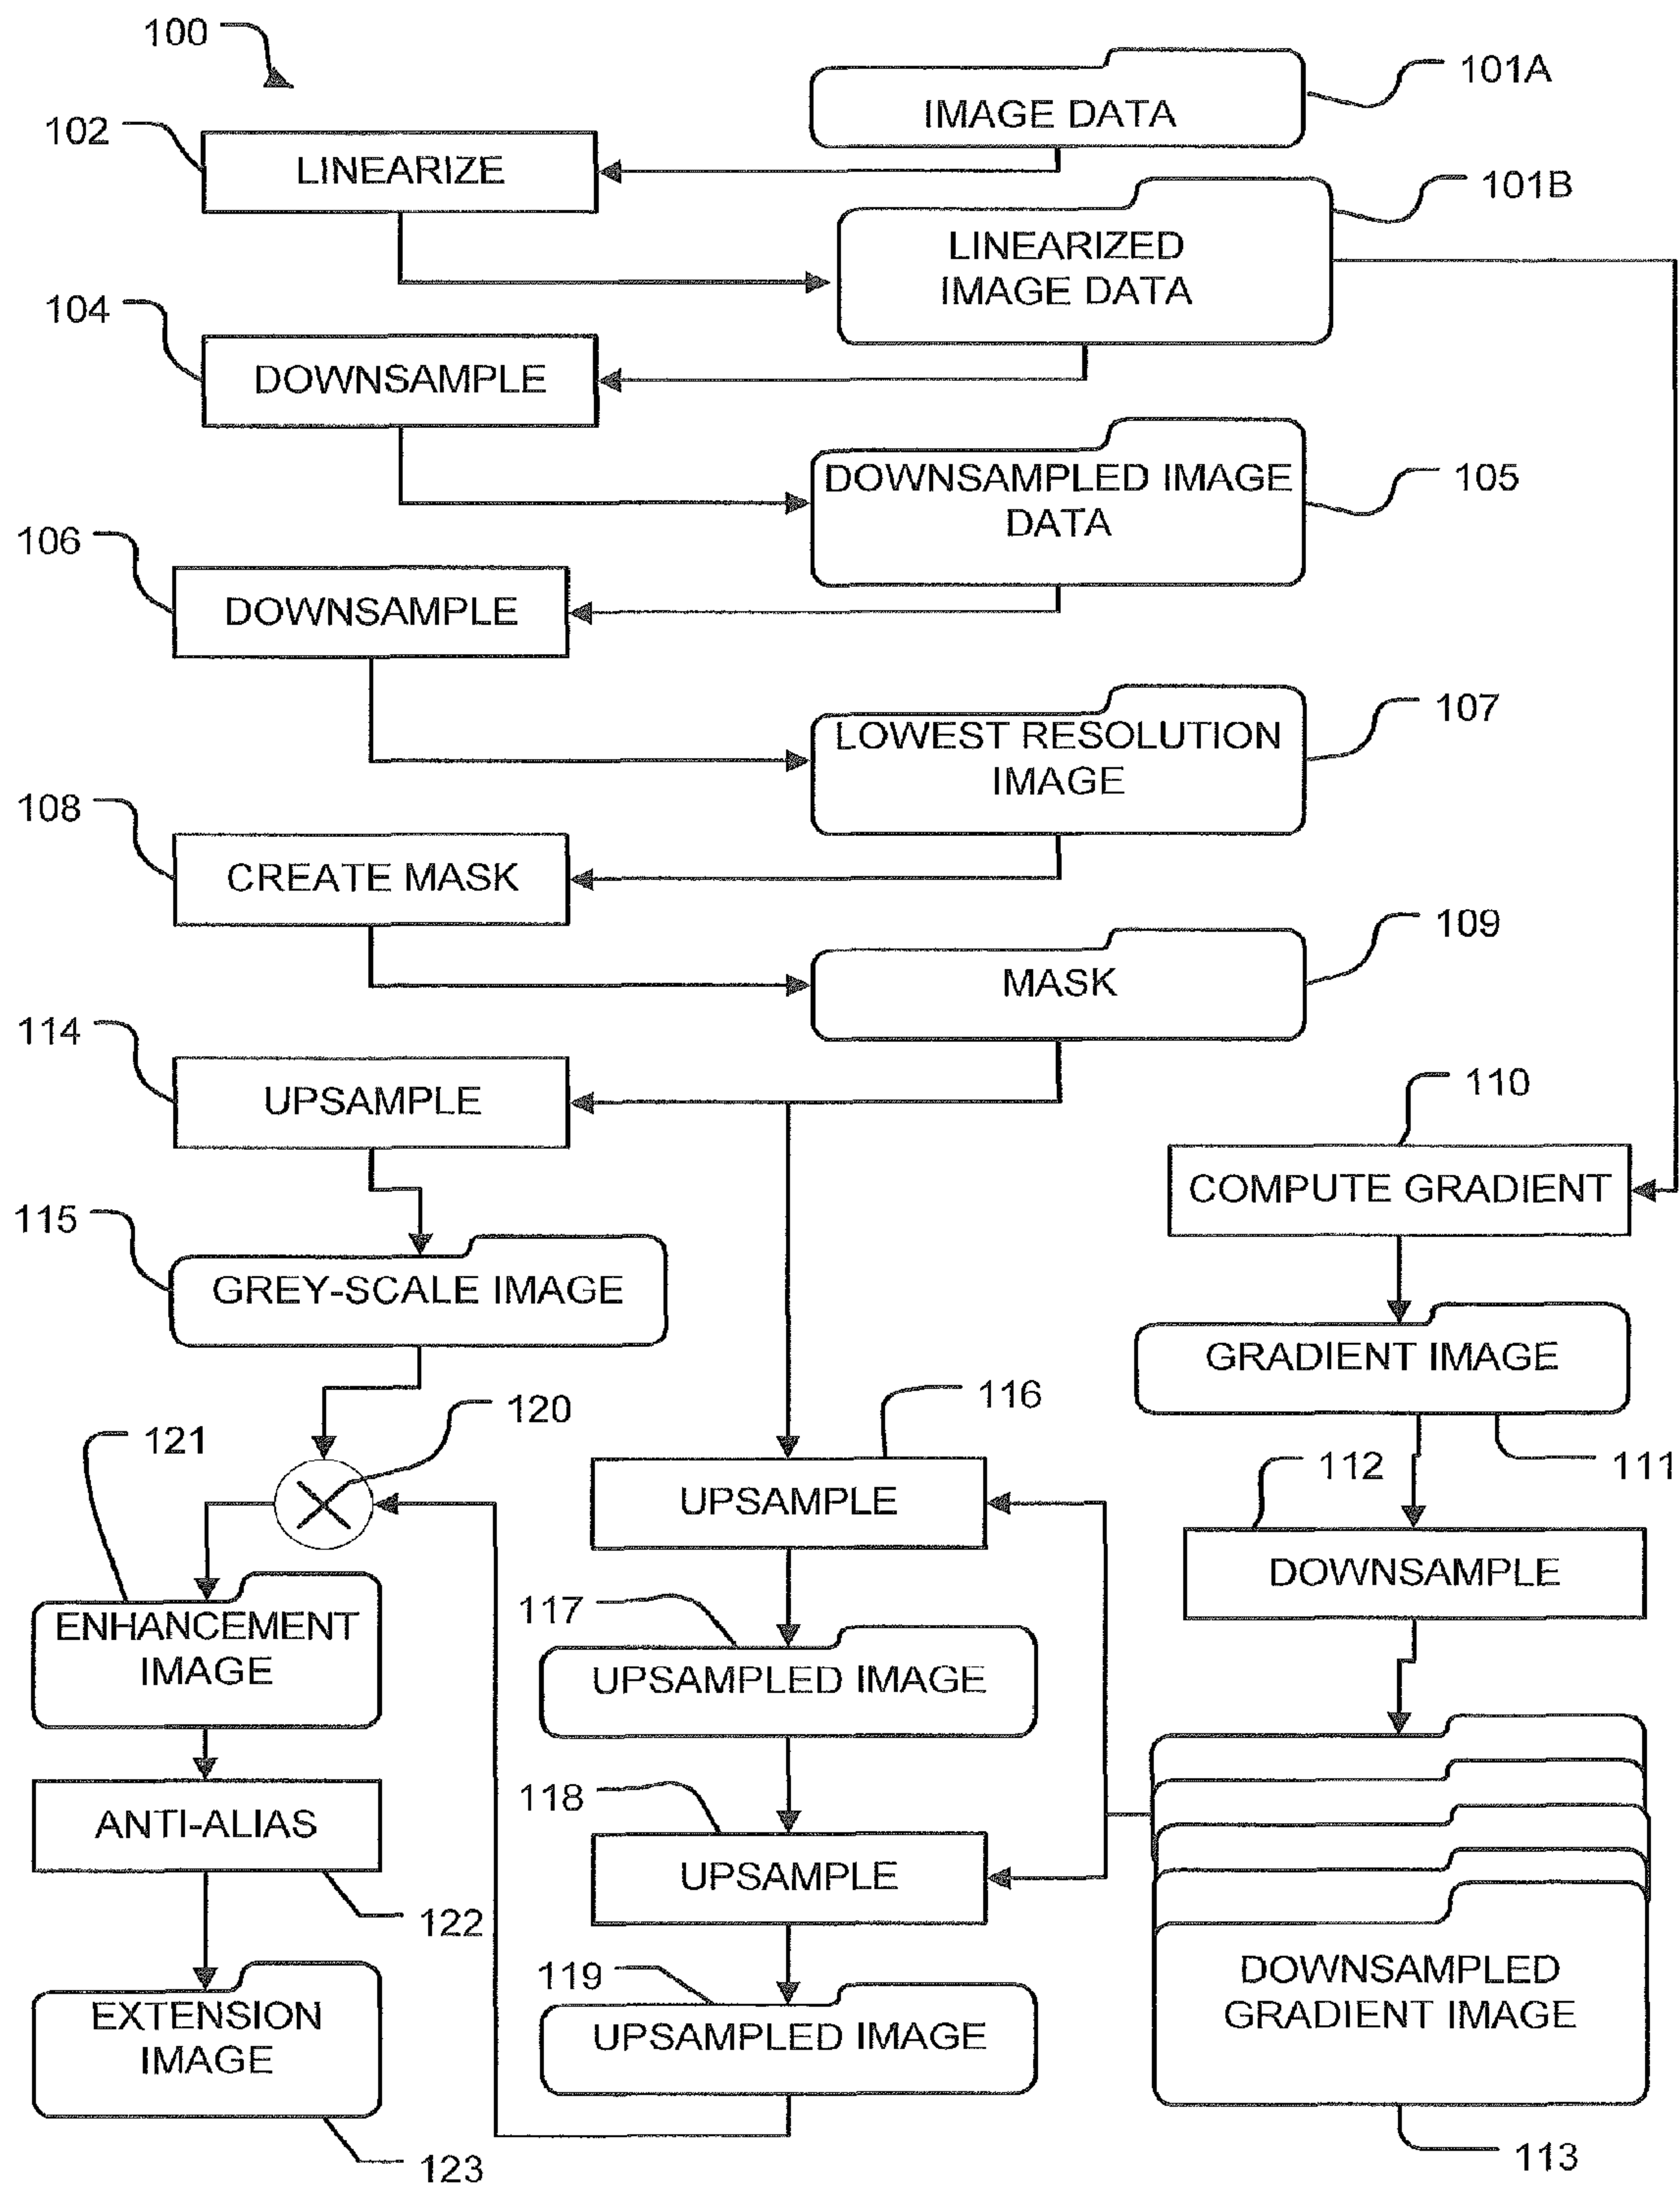 100
101A
IMAGE DATA
102
LINEARIZE
101B
LINEARIZED
IMAGE DATA
104
DOWNSAMPLE
DOWNSAMPLED IMAGE
DATA
105
106
DOWNSAMPLE
107
LOWEST RESOLUTION
IMAGE
108
CREATE MASK
109
MASK
114
UPSAMPLE
110
COMPUTE GRADIENT
115
GREY-SCALE IMAGE
GRADIENT IMAGE
111
120
116
121
112
UPSAMPLE
DOWNSAMPLE
ENHANCEMENT
IMAGE
117
UPSAMPLED IMAGE
118
ANTI-ALIAS
UPSAMPLE
122
119
EXTENSION
IMAGE
UPSAMPLED IMAGE
DOWNSAMPLED
GRADIENT IMAGE
123
113